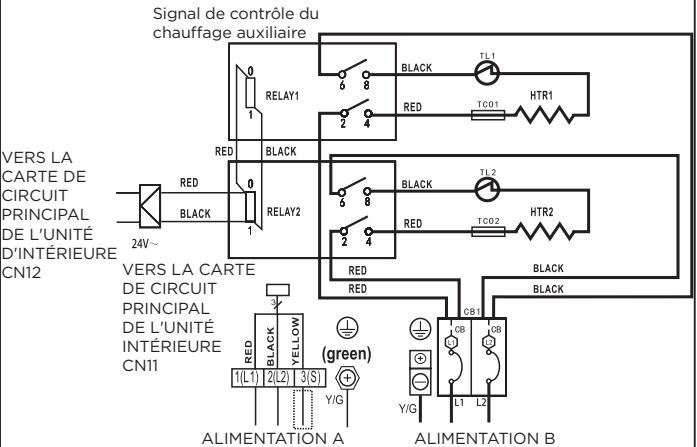 Signal de contrôle du
chauffage auxiliaire
0
1
RELAY1
6 8
2 4
BLACK
RED
TL1
TCO1
HTR1
RED BLACK
VERS LA
CARTE DE
CIRCUIT
PRINCIPAL
DE L'UNITÉ
D'INTÉRIEURE
CN12
RED
BLACK
24V~
0
1
RELAY2
6 8
2 4
BLACK
RED
TL2
TCO2
HTR2
RED
RED
BLACK
BLACK
VERS LA CARTE
DE CIRCUIT
PRINCIPAL
DE L'UNITÉ
INTÉRIEURE
CN11
3
RED
BLACK
YELLOW
1(L1) 2(L2) 3(S)
(green)
Y/G
Y/G
CB1
CB CB
L1 L2
L1 L2
ALIMENTATION A
ALIMENTATION B